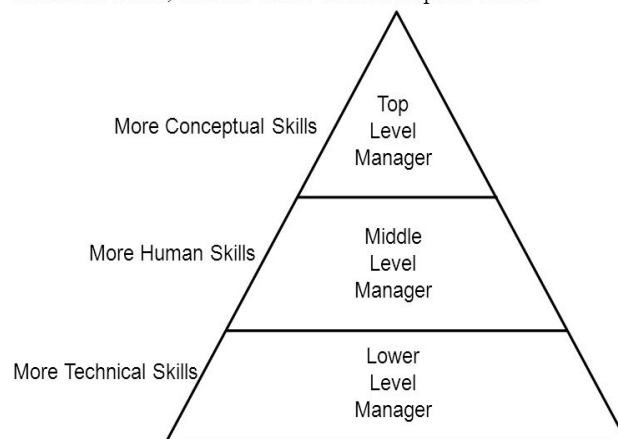 More Conceptual Skills
Top
Level
Manager
More Human Skills
Middle
Level
Manager
More Technical Skills
Lower
Level
Manager